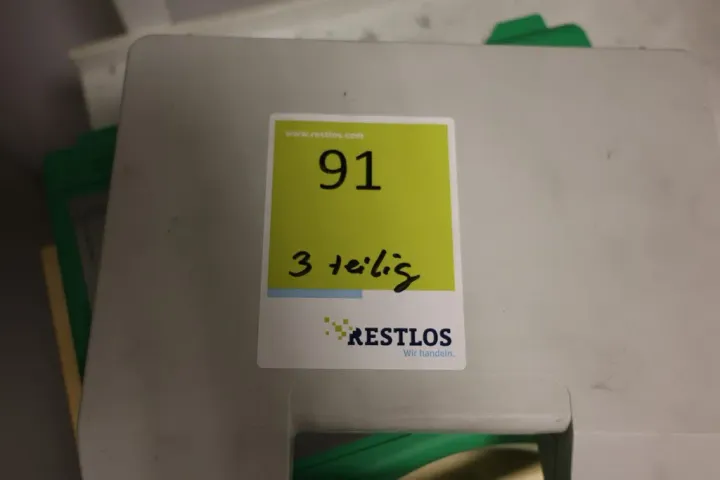 www.restlos.com
91
3 teilig
RESTLOS
Wir handeln.